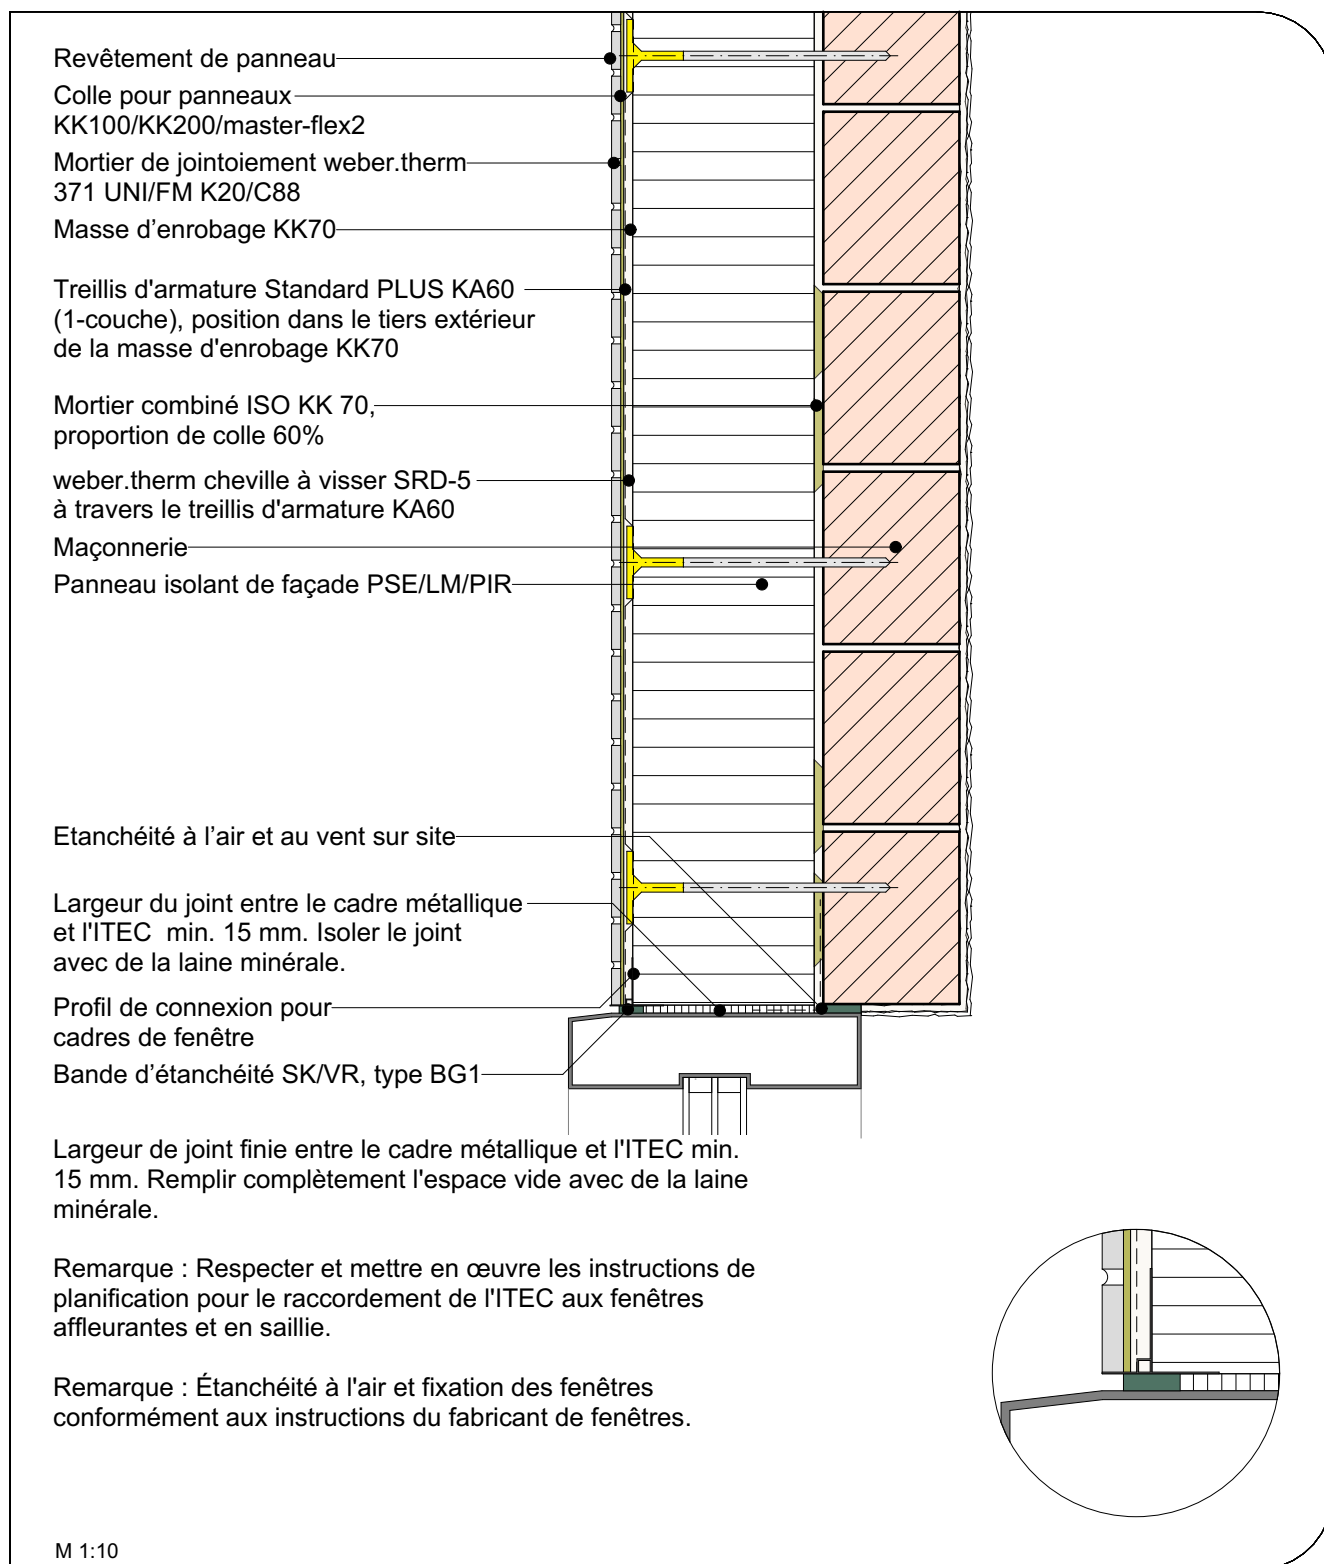 Revêtement de panneau
Colle pour panneaux
KK100/KK200/master-flex2
Mortier de jointoiement weber.therm
371 UNI/FM K20/C88
Masse d’enrobage KK70
Treillis d'armature Standard PLUS KA60
(1-couche), position dans le tiers extérieur
de la masse d'enrobage KK70
Mortier combiné ISO KK 70,
proportion de colle 60%
weber.therm cheville à visser SRD-5
à travers le treillis d'armature KA60
Maçonnerie
Panneau isolant de façade PSE/LM/PIR
Etanchéité à l’air et au vent sur site
Largeur du joint entre le cadre métallique
et l'ITEC  min. 15 mm. Isoler le joint
avec de la laine minérale.
Profil de connexion pour
cadres de fenêtre
Bande d’étanchéité SK/VR, type BG1
Largeur de joint finie entre le cadre métallique et l'ITEC min.
15 mm. Remplir complètement l'espace vide avec de la laine
minérale.
Remarque : Respecter et mettre en œuvre les instructions de
planification pour le raccordement de l'ITEC aux fenêtres
affleurantes et en saillie.
Remarque : Étanchéité à l'air et fixation des fenêtres
conformément aux instructions du fabricant de fenêtres.
M 1:10